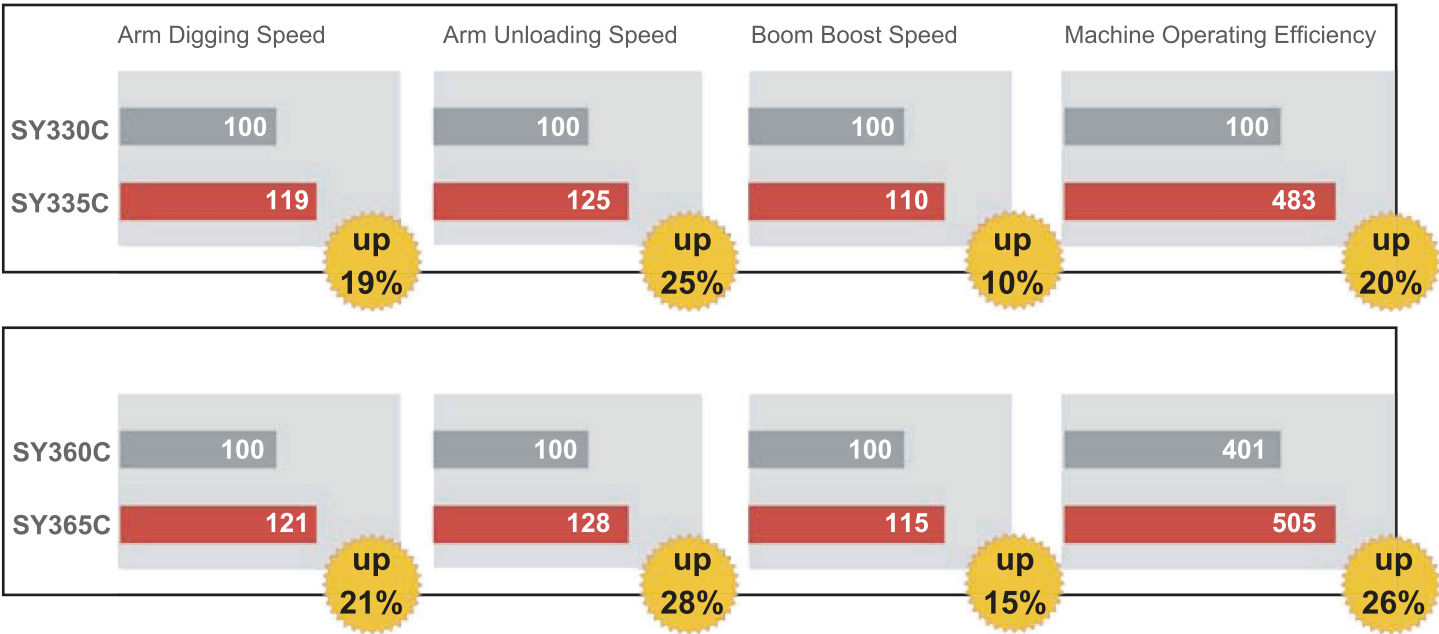 Arm Digging Speed Arm Unloading Speed Boom Boost Speed Machine Operating Efficiency
SY330C 100 100 100 100
SY335C 119 125 110 483
up up up up
19% 25% 10% 20%
SY360C 100 100 100 401
SY365C 121 128 115 505
up up up up
21% 28% 15% 26%